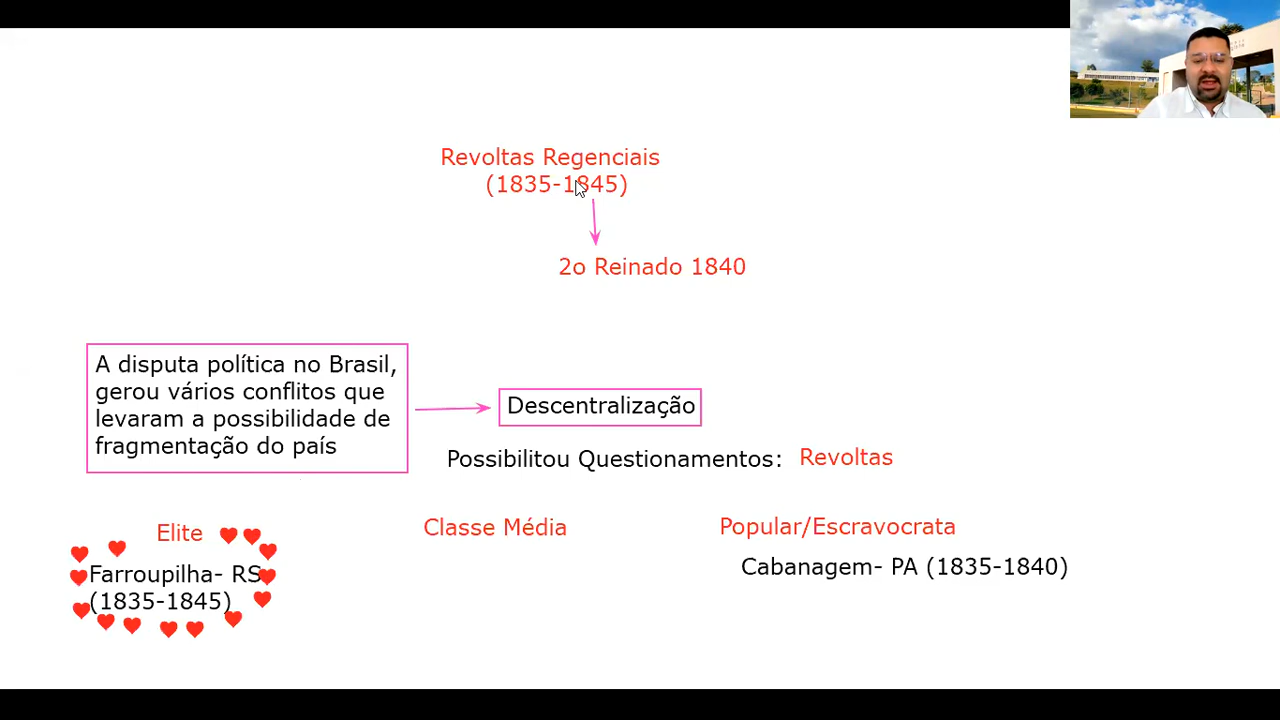 Revoltas Regenciais
(1835-1845)
2o Reinado 1840
A disputa política no Brasil,
gerou vários conflitos que
levaram a possibilidade de
fragmentação do país
Descentralização
Possibilitou Questionamentos: Revoltas
Elite
Farroupilha- RS
(1835-1845)
Classe Média
Popular/Escravocrata
Cabanagem- PA (1835-1840)